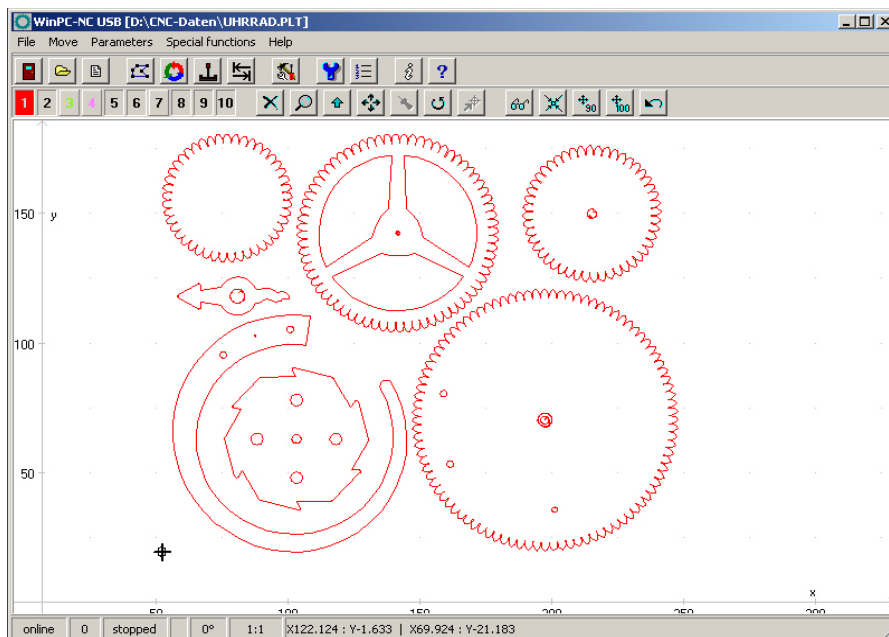 WinPC-NC USB [D:\CNC-Daten\UHRRAD.PLT]
File Move Parameters Special functions Help
?
1 2 3 4 5 6 7 8 9 10 90 100
150 y
100
50
x
50 100 150 200 250 300
online 0 stopped 0° 1:1 X122.124 : Y-1.633 | X69.924 : Y-21.183